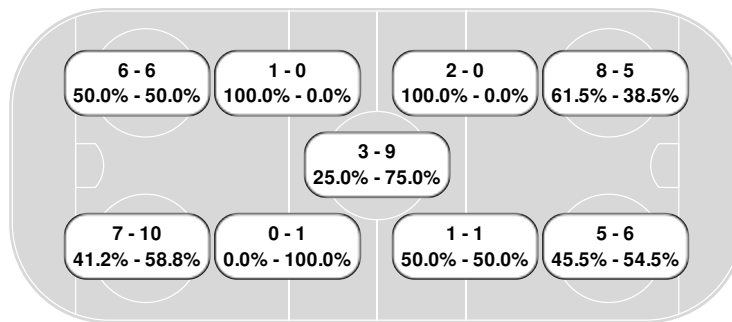 6 - 6
50.0% - 50.0%
1 - 0
100.0% - 0.0%
2 - 0
100.0% - 0.0%
8 - 5
61.5% - 38.5%
3 - 9
25.0% - 75.0%
7 - 10
41.2% - 58.8%
0 - 1
0.0% - 100.0%
1 - 1
50.0% - 50.0%
5 - 6
45.5% - 54.5%